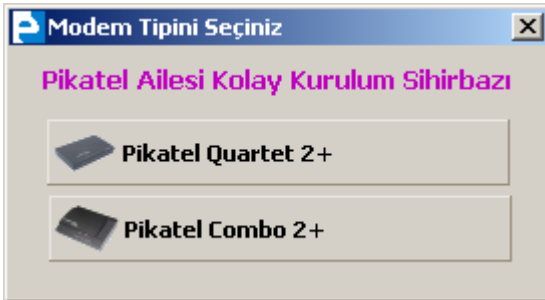 Modem Tipini Seçiniz
Pikatel Ailesi Kolay Kurulum Sihirbazı
Pikatel Quartet 2+
Pikatel Combo 2+